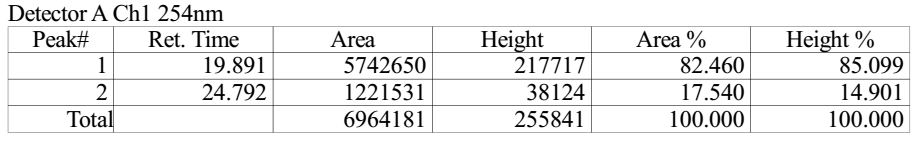 Detector A Ch1 254nm
Peak# Ret. Time Area Height Area % Height %
1 19.891 5742650 217717 82.460 85.099
2 24.792 1221531 38124 17.540 14.901
Total 6964181 255841 100.000 100.000